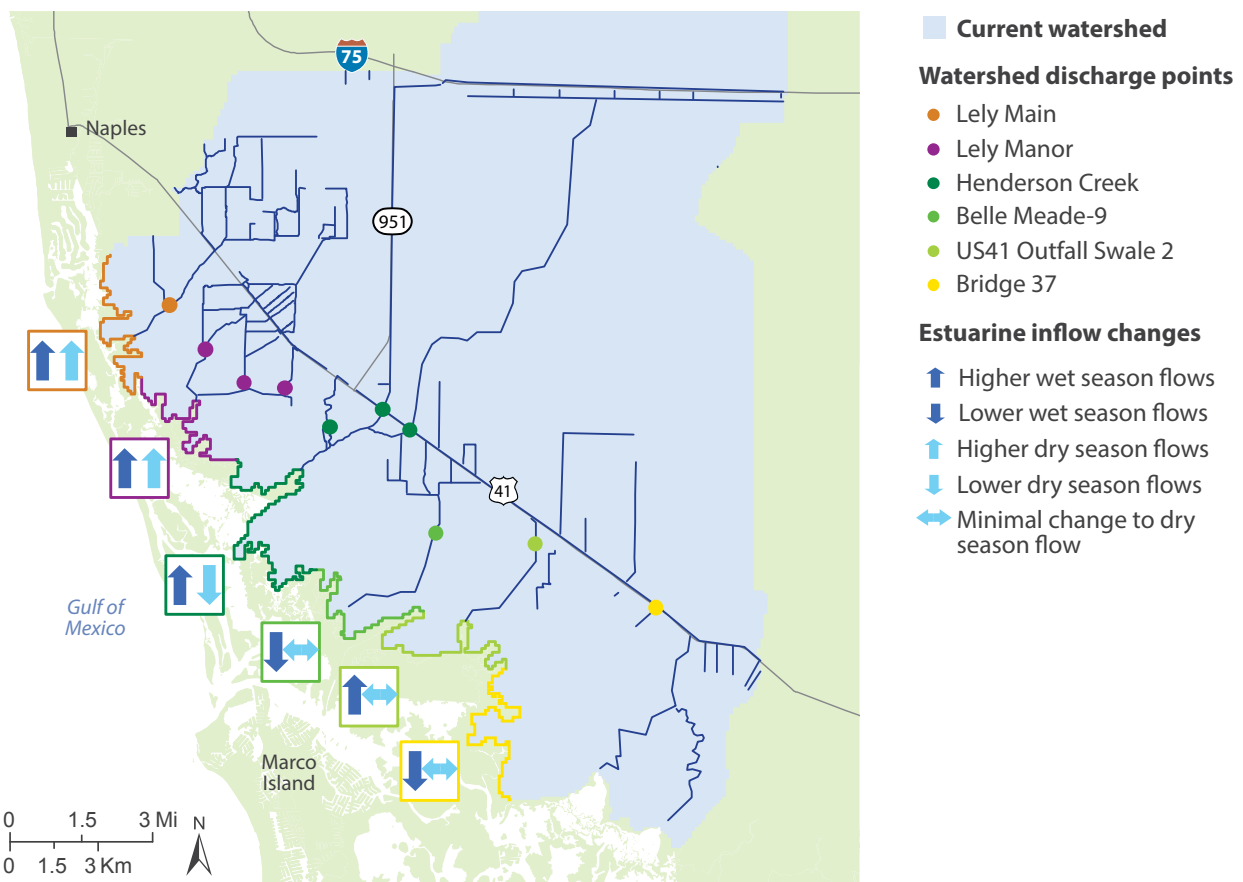 75
Naples
951
41
Gulf of
Mexico
Marco
Island
0 1.5 3 Mi
0 1.5 3 Km
N
Current watershed
Watershed discharge points
Lely Main
Lely Manor
Henderson Creek
Belle Meade-9
US41 Outfall Swale 2
Bridge 37
Estuarine inflow changes
Higher wet season flows
Lower wet season flows
Higher dry season flows
Lower dry season flows
Minimal change to dry
season flow